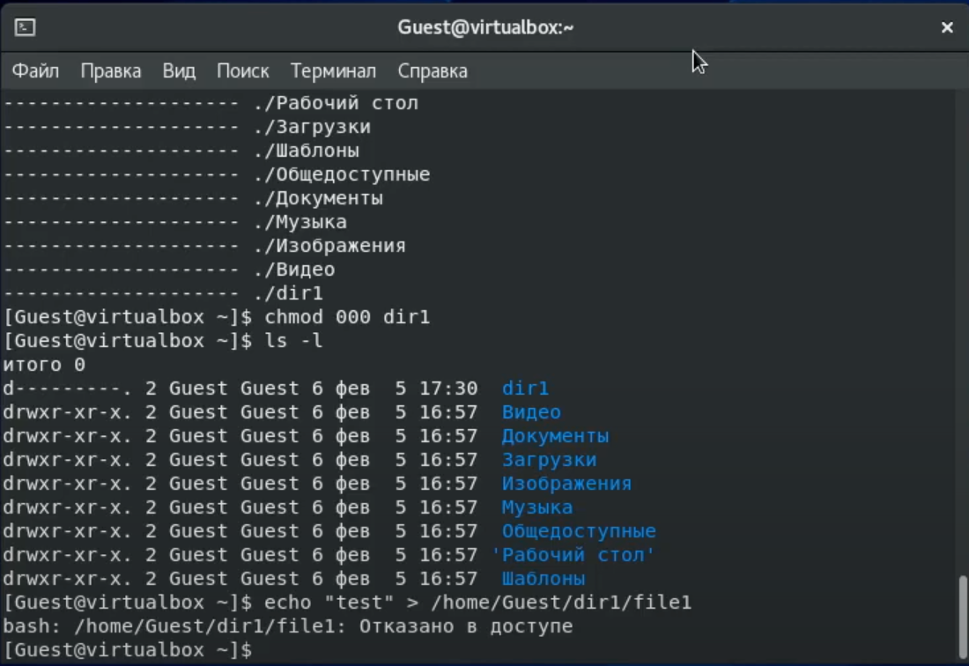 Guest@virtualbox:~
Файл Правка Вид Поиск Терминал Справка
-------------------- ./Рабочий стол
-------------------- ./Загрузки
-------------------- ./Шаблоны
-------------------- ./Общедоступные
-------------------- ./Документы
-------------------- ./Музыка
-------------------- ./Изображения
-------------------- ./Видео
-------------------- ./dir1
[Guest@virtualbox ~]$ chmod 000 dir1
[Guest@virtualbox ~]$ ls -l
итого 0
d---------. 2 Guest Guest 6 фев  5 17:30  dir1
drwxr-xr-x. 2 Guest Guest 6 фев  5 16:57  Видео
drwxr-xr-x. 2 Guest Guest 6 фев  5 16:57  Документы
drwxr-xr-x. 2 Guest Guest 6 фев  5 16:57  Загрузки
drwxr-xr-x. 2 Guest Guest 6 фев  5 16:57  Изображения
drwxr-xr-x. 2 Guest Guest 6 фев  5 16:57  Музыка
drwxr-xr-x. 2 Guest Guest 6 фев  5 16:57  Общедоступные
drwxr-xr-x. 2 Guest Guest 6 фев  5 16:57 'Рабочий стол'
drwxr-xr-x. 2 Guest Guest 6 фев  5 16:57  Шаблоны
[Guest@virtualbox ~]$ echo "test" > /home/Guest/dir1/file1
bash: /home/Guest/dir1/file1: Отказано в доступе
[Guest@virtualbox ~]$